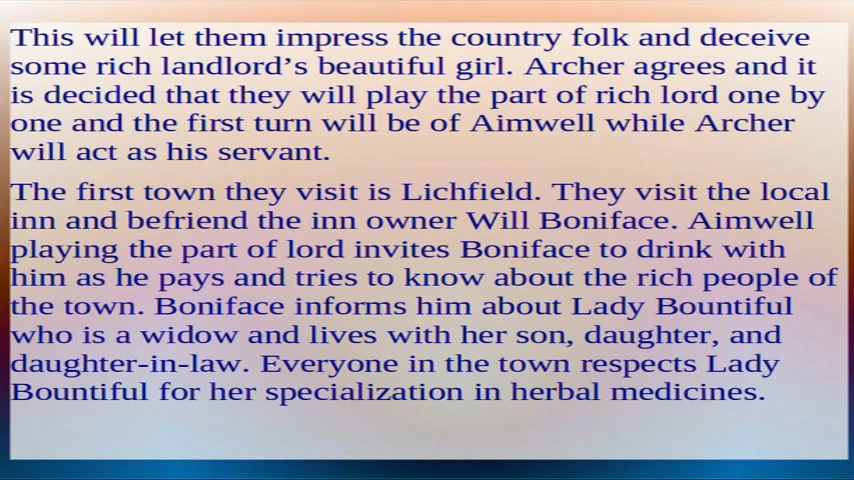 This will let them impress the country folk and deceive
some rich landlord’s beautiful girl. Archer agrees and it
is decided that they will play the part of rich lord one by
one and the first turn will be of Aimwell while Archer
will act as his servant.
The first town they visit is Lichfield. They visit the local
inn and befriend the inn owner Will Boniface. Aimwell
playing the part of lord invites Boniface to drink with
him as he pays and tries to know about the rich people of
the town. Boniface informs him about Lady Bountiful
who is a widow and lives with her son, daughter, and
daughter-in-law. Everyone in the town respects Lady
Bountiful for her specialization in herbal medicines.